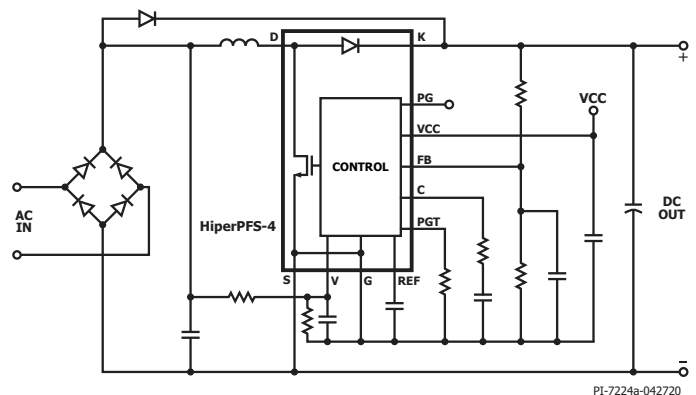 D
K
+
PG
VCC
VCC
CONTROL
FB
C
AC
IN
HiperPFS-4
PGT
DC
OUT
S
V
G
REF
−
PI-7224a-042720